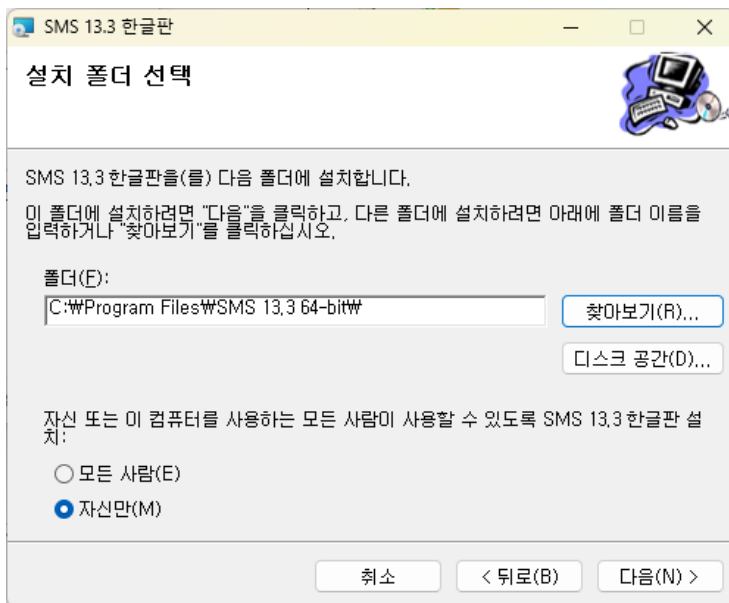 SMS 13.3 한글판
설치 폴더 선택
SMS 13.3 한글판을(를) 다음 폴더에 설치합니다.
이 폴더에 설치하려면 "다음"을 클릭하고, 다른 폴더에 설치하려면 아래에 폴더 이름을
입력하거나 "찾아보기"를 클릭하십시오.
폴더(F):
C:₩Program Files₩SMS 13.3 64-bit₩
찾아보기(R)...
디스크 공간(D)...
자신 또는 이 컴퓨터를 사용하는 모든 사람이 사용할 수 있도록 SMS 13.3 한글판 설
치:
모든 사람(E)
자신만(M)
취소
< 뒤로(B)
다음(N) >